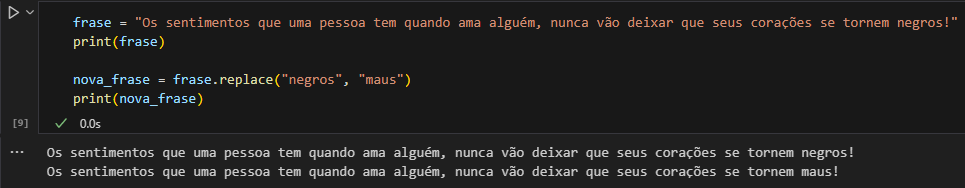 frase = "Os sentimentos que uma pessoa tem quando ama alguém, nunca vão deixar que seus corações se tornem negros!"
print(frase)
nova_frase = frase.replace("negros", "maus")
print(nova_frase)
[9]
0.0s
Os sentimentos que uma pessoa tem quando ama alguém, nunca vão deixar que seus corações se tornem negros!
Os sentimentos que uma pessoa tem quando ama alguém, nunca vão deixar que seus corações se tornem maus!